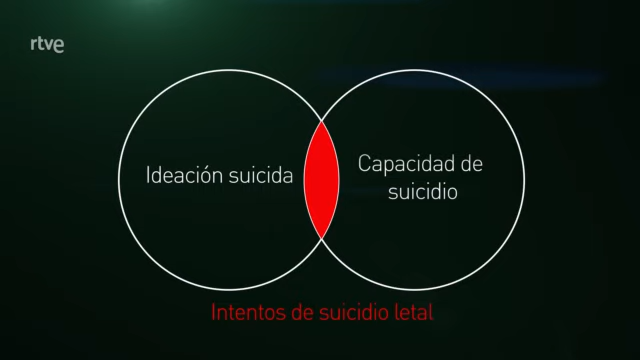 rtve
Ideación suicida
Capacidad de
suicidio
Intentos de suicidio letal